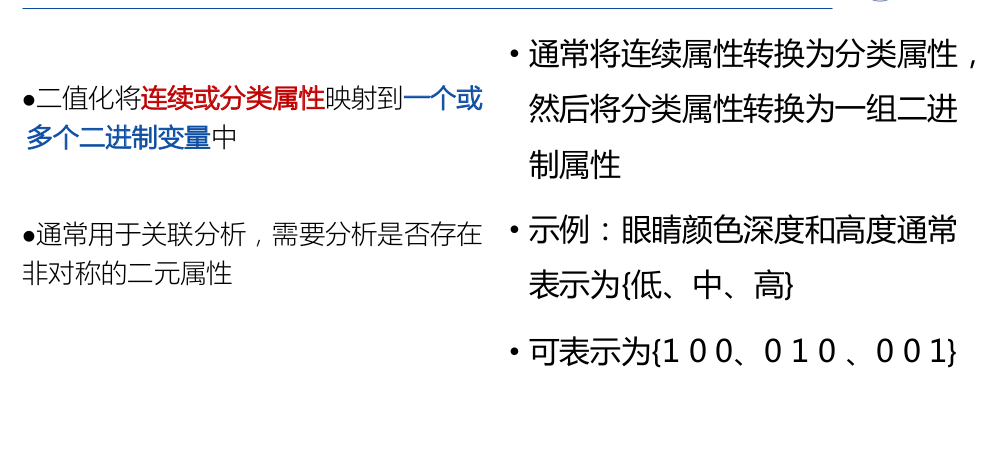 ●二值化将连续或分类属性映射到一个或
多个二进制变量中
●通常用于关联分析，需要分析是否存在
非对称的二元属性
• 通常将连续属性转换为分类属性，
然后将分类属性转换为一组二进
制属性
• 示例：眼睛颜色深度和高度通常
表示为{低、中、高}
• 可表示为{1 0 0、0 1 0 、0 0 1}